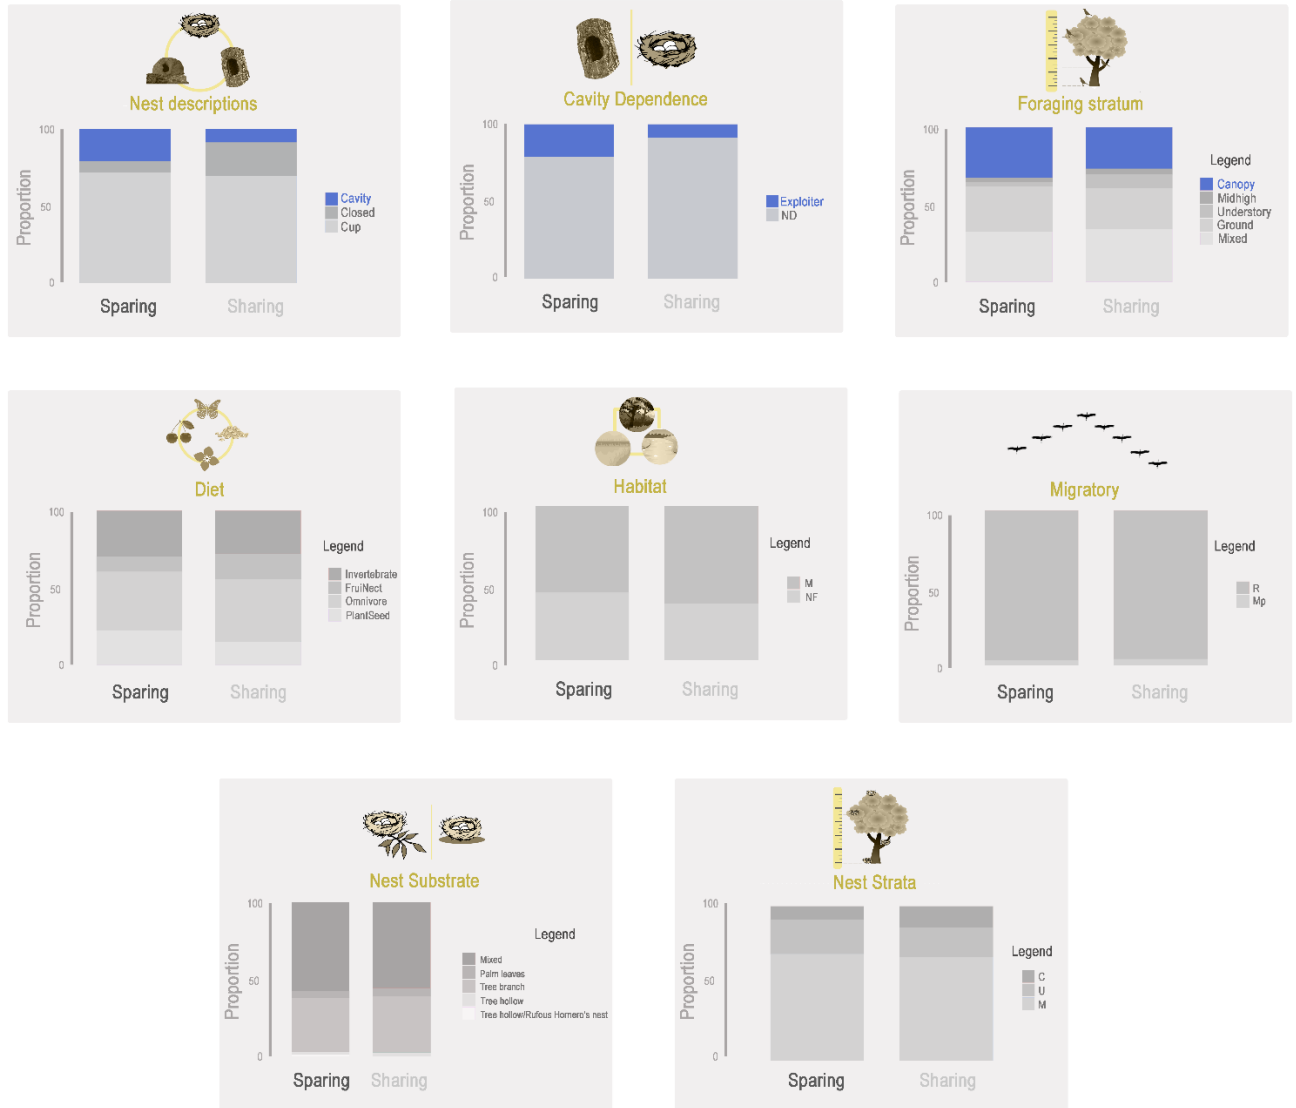 Nest descriptions
100
50
0
Proportion
Cavity
Closed
Cup
Sparing
Sharing
Cavity Dependence
100
50
0
Proportion
Exploiter
ND
Sparing
Sharing
Foraging stratum
100
50
0
Proportion
Legend
Canopy
Midhigh
Understory
Ground
Mixed
Sparing
Sharing
Diet
100
50
0
Proportion
Legend
Invertebrate
FruiNect
Omnivore
PlantSeed
Sparing
Sharing
Habitat
100
50
0
Proportion
Legend
M
NF
Sparing
Sharing
Migratory
100
50
0
Proportion
Legend
R
Mp
Sparing
Sharing
Nest Substrate
100
50
0
Proportion
Legend
Mixed
Palm leaves
Tree branch
Tree hollow
Tree hollow/Rufous Hornero's nest
Sparing
Sharing
Nest Strata
100
50
0
Proportion
Legend
C
U
M
Sparing
Sharing